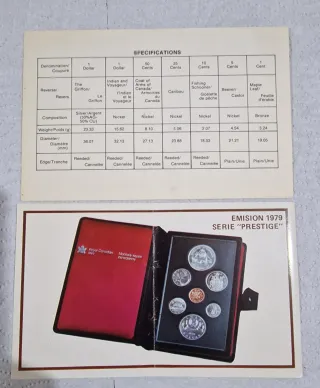 SPECIFICATIONS
Denomination/ Coupure 1 Dollar 1 Dollar 50 Cents 25 Cents 10 Cents 5 Cents 1 Cent
Reverse/ Revers The Griffon/ Le Griffon Indian and Voyageur/ l'Indien et le Voyageur Coat of Arms of Canada/ Armoiries du Canada Caribou Fishing Schooner/ Goélette de pêche Beaver/ Castor Maple Leaf/ Feuille d'érable
Composition Silver/Argent Nickel Nickel Nickel Nickel Nickel Bronze
Weight/Poids (g) 23.32 15.62 8.10 5.06 2.07 4.54 3.24
Diameter/ Diamètre (mm) 36.07 32.13 27.13 23.88 18.03 21.21 19.05
Edge/Tranche Reeded/ Cannelée Reeded/ Cannelée Reeded/ Cannelée Reeded/ Cannelée Reeded/ Cannelée Plain/Unie Plain/Unie
EMISION 1979
SERIE "PRESTIGE"
Royal Canadian